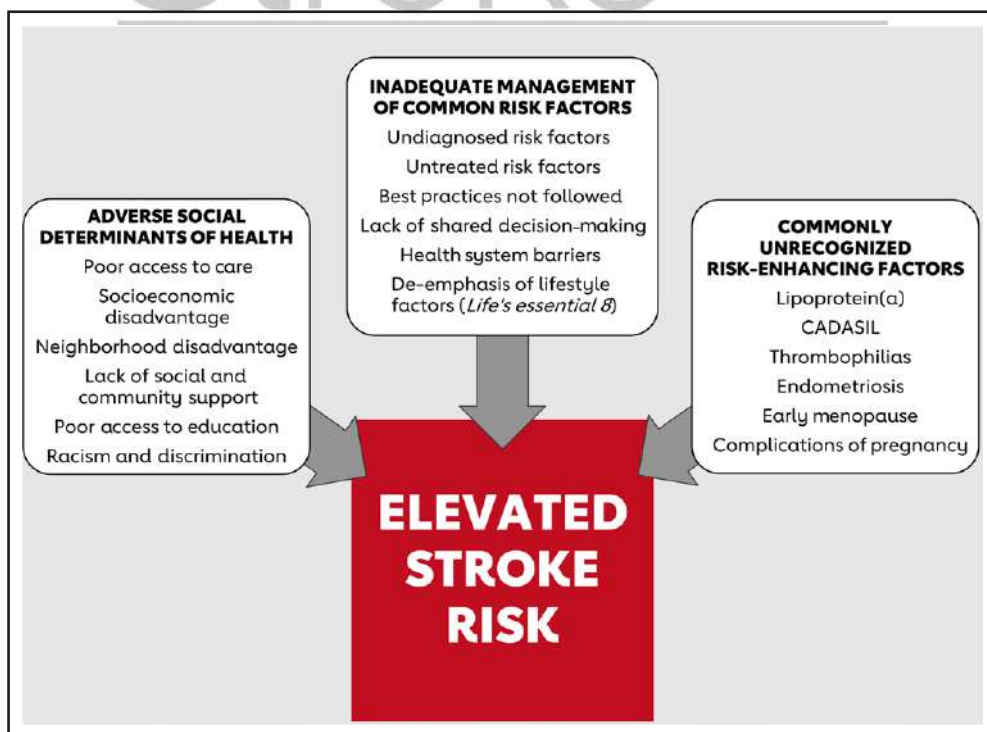 Stroke
INADEQUATE MANAGEMENT
OF COMMON RISK FACTORS
Undiagnosed risk factors
Untreated risk factors
Best practices not followed
Lack of shared decision-making
Health system barriers
De-emphasis of lifestyle
factors (Life's essential 8)
ADVERSE SOCIAL
DETERMINANTS OF HEALTH
Poor access to care
Socioeconomic
disadvantage
Neighborhood disadvantage
Lack of social and
community support
Poor access to education
Racism and discrimination
COMMONLY
UNRECOGNIZED
RISK-ENHANCING FACTORS
Lipoprotein(a)
CADASIL
Thrombophilias
Endometriosis
Early menopause
Complications of pregnancy
ELEVATED
STROKE
RISK